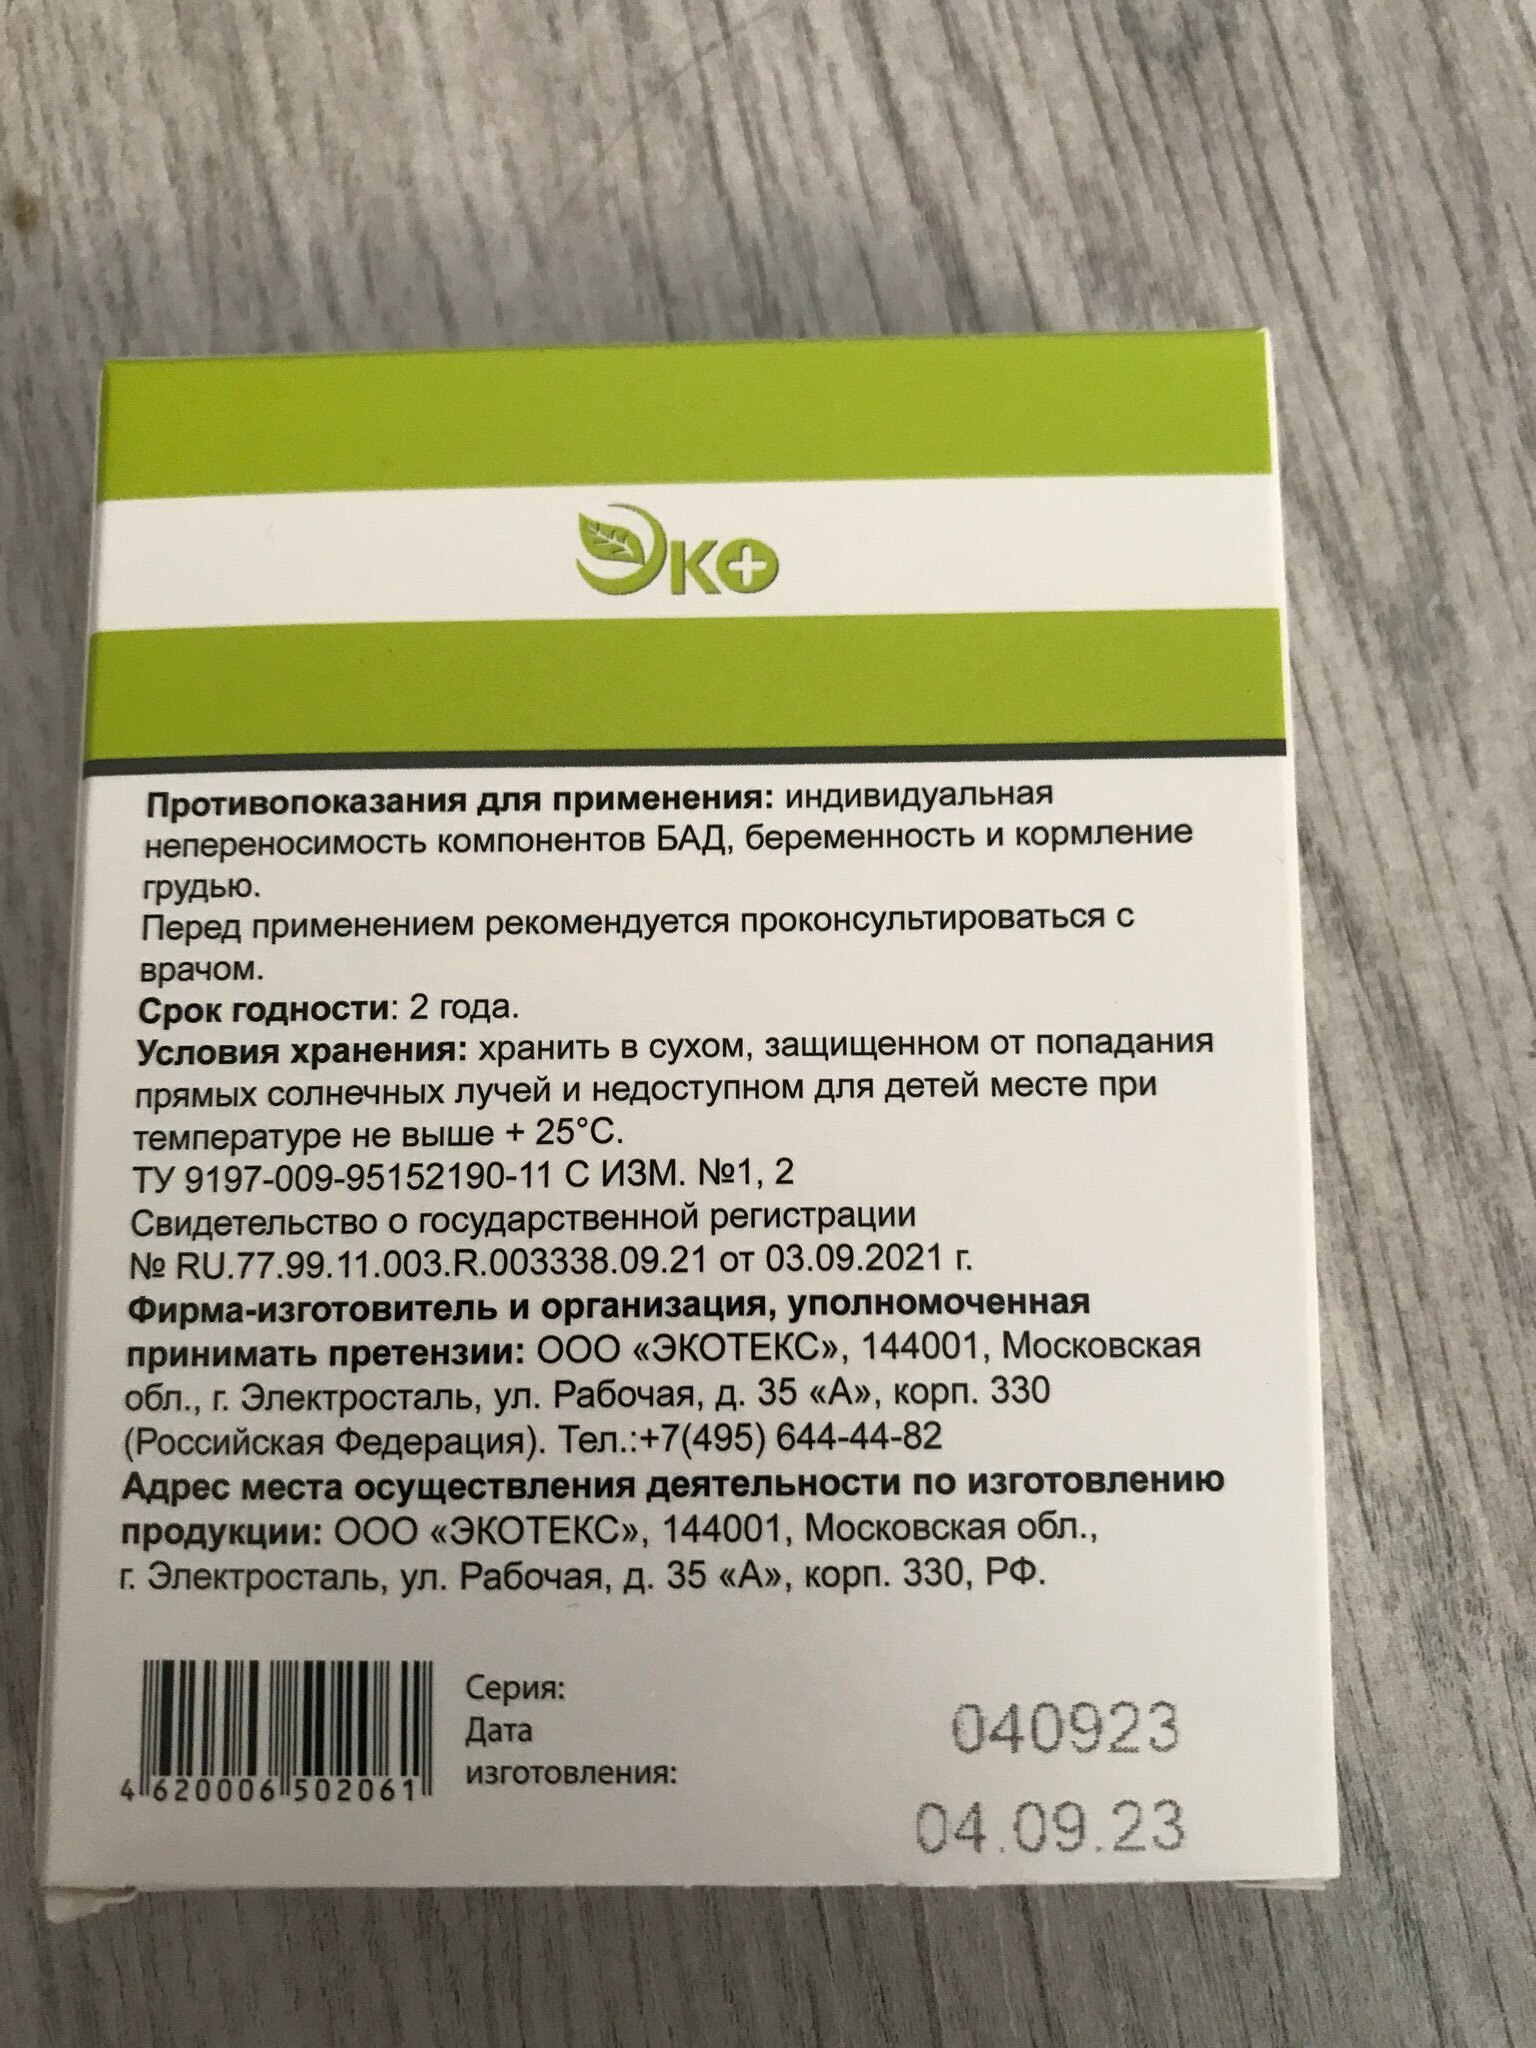 Эко
Противопоказания для применения: индивидуальная
непереносимость компонентов БАД, беременность и кормление
грудью.
Перед применением рекомендуется проконсультироваться с
врачом.
Срок годности: 2 года.
Условия хранения: хранить в сухом, защищенном от попадания
прямых солнечных лучей и недоступном для детей месте при
температуре не выше + 25°С.
ТУ 9197-009-95152190-11 С ИЗМ. №1, 2
Свидетельство о государственной регистрации
№ RU.77.99.11.003.R.003338.09.21 от 03.09.2021 г.
Фирма-изготовитель и организация, уполномоченная
принимать претензии: ООО «ЭКОТЕКС», 144001, Московская
обл., г. Электросталь, ул. Рабочая, д. 35 «А», корп. 330
(Российская Федерация). Тел.:+7(495) 644-44-82
Адрес места осуществления деятельности по изготовлению
продукции: ООО «ЭКОТЕКС», 144001, Московская обл.,
г. Электросталь, ул. Рабочая, д. 35 «А», корп. 330, РФ.
Серия:
Дата
изготовления:
040923
04.09.23
4 620006 502061